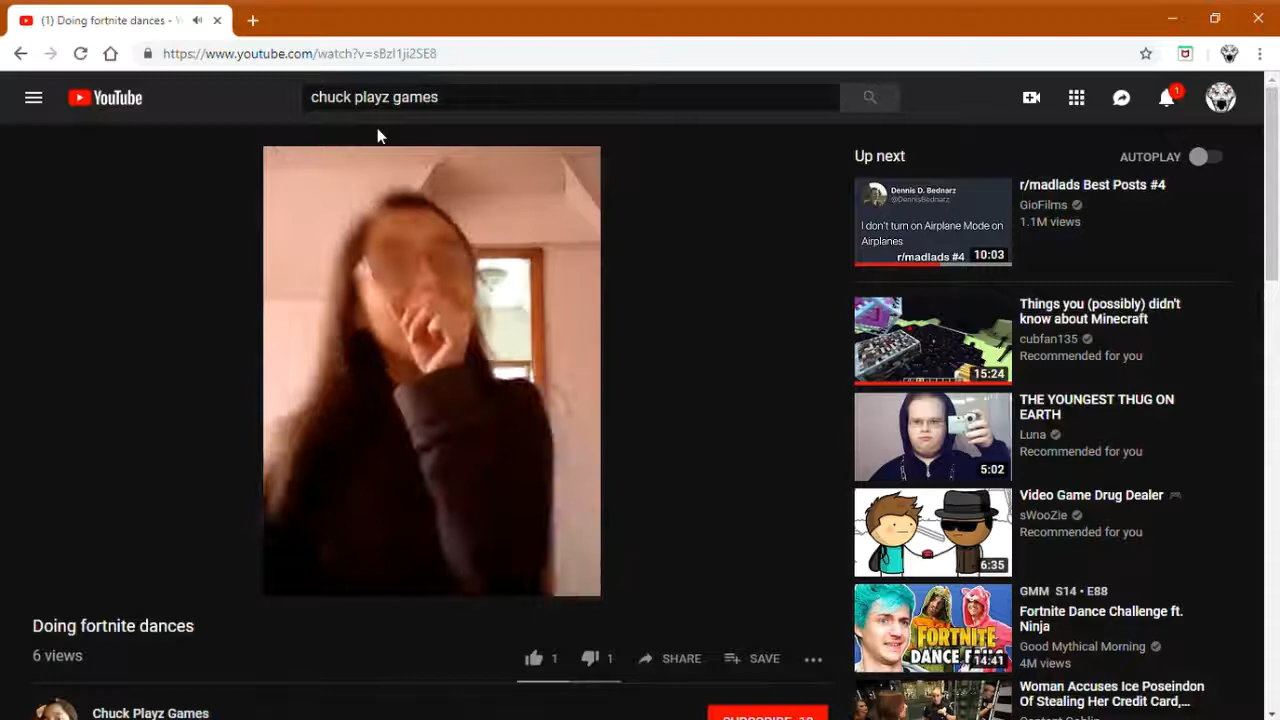 (1) Doing fortnite dances - Y
https://www.youtube.com/watch?v=sBzI1ji2SE8
YouTube
chuck playz games
1
Doing fortnite dances
6 views
1
1
SHARE
SAVE
Chuck Playz Games
SUBSCRIBE
Up next
AUTOPLAY
Dennis D. Bednarz
@DennisBednarz
I don't turn on Airplane Mode on
Airplanes
r/madlads #4
10:03
r/madlads Best Posts #4
GioFilms
1.1M views
15:24
Things you (possibly) didn't
know about Minecraft
cubfan135
Recommended for you
5:02
THE YOUNGEST THUG ON
EARTH
Luna
Recommended for you
6:35
Video Game Drug Dealer
sWooZie
Recommended for you
FORTNITE
DANCE
14:41
GMM S14 • E88
Fortnite Dance Challenge ft.
Ninja
Good Mythical Morning
4M views
Woman Accuses Ice Poseindon
Of Stealing Her Credit Card,...